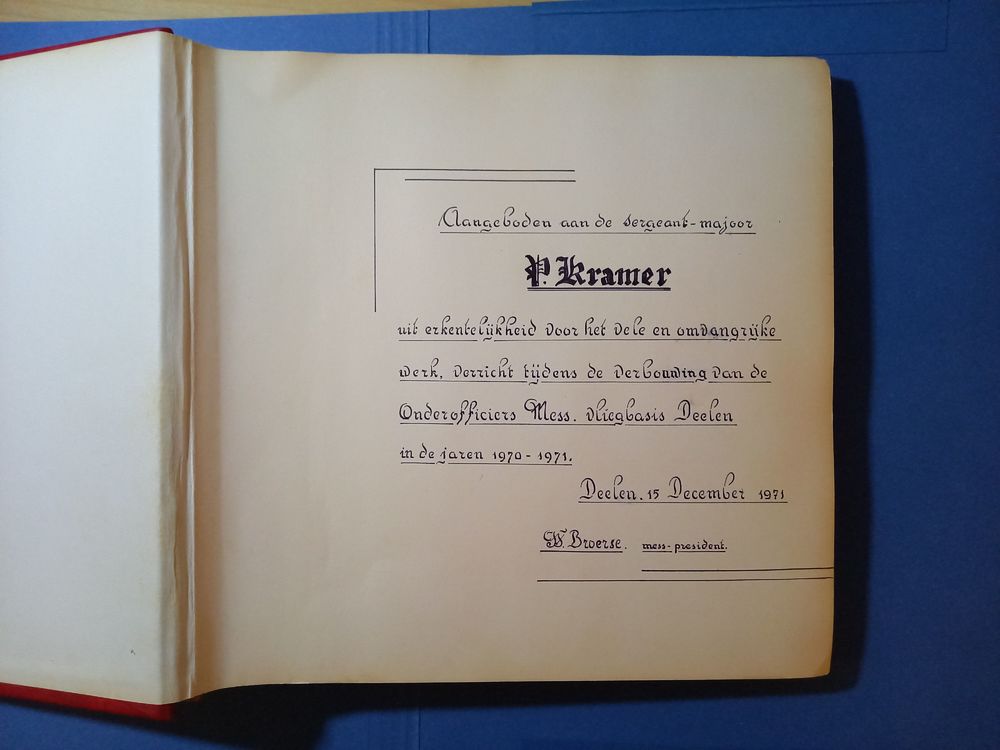 Aangeboden aan de sergeant-majoor
P. Kramer
uit erkentelijkheid voor het vele en omvangrijke
werk, verricht tijdens de verbouwing van de
Onderofficiers Mess. vliegbasis Deelen
in de jaren 1970 - 1971.
Deelen, 15 December 1971
W. Broerse. mess-president.